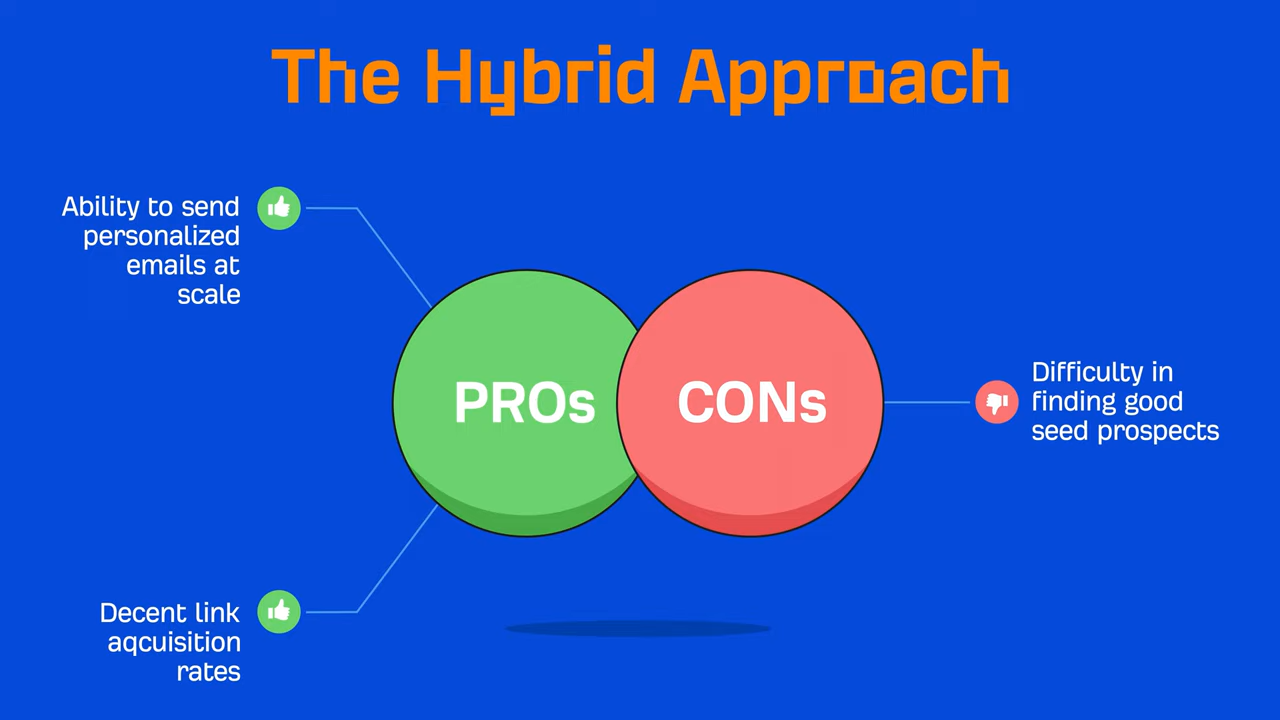 The Hybrid Approach
Ability to send
personalized
emails at
scale
PROs
CONs
Difficulty in
finding good
seed prospects
Decent link
aqcuisition
rates